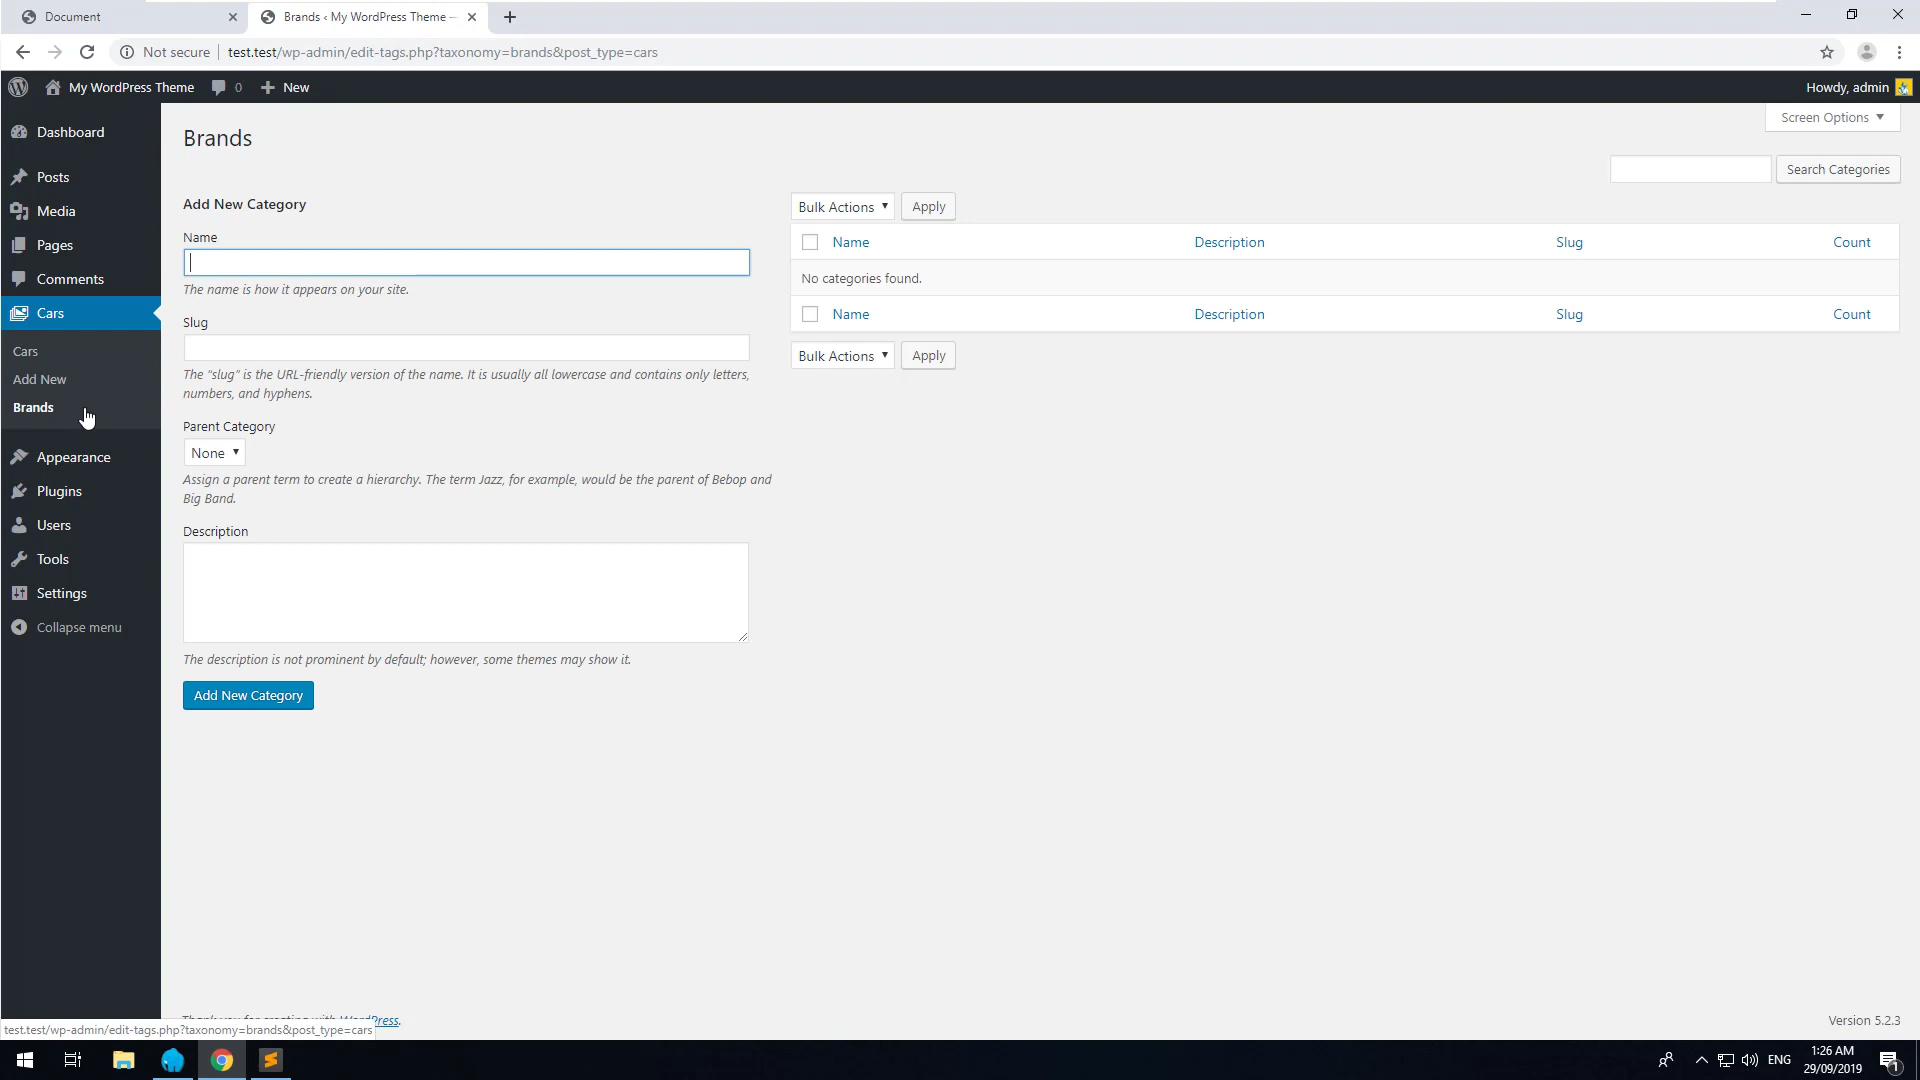 Document
Brands ‹ My WordPress Theme —
Not secure
test.test/wp-admin/edit-tags.php?taxonomy=brands&post_type=cars
My WordPress Theme
0
New
Howdy, admin
Dashboard
Posts
Media
Pages
Comments
Cars
Cars
Add New
Brands
Appearance
Plugins
Users
Tools
Settings
Collapse menu
Screen Options
Brands
Search Categories
Add New Category
Name
The name is how it appears on your site.
Slug
The “slug” is the URL-friendly version of the name. It is usually all lowercase and contains only letters,
numbers, and hyphens.
Parent Category
None
Assign a parent term to create a hierarchy. The term Jazz, for example, would be the parent of Bebop and
Big Band.
Description
The description is not prominent by default; however, some themes may show it.
Add New Category
Bulk Actions
Apply
Name Description Slug Count
No categories found.
Name Description Slug Count
Bulk Actions
Apply
Thank you for creating with WordPress.
Version 5.2.3
test.test/wp-admin/edit-tags.php?taxonomy=brands&post_type=cars
ENG
1:26 AM
29/09/2019
1